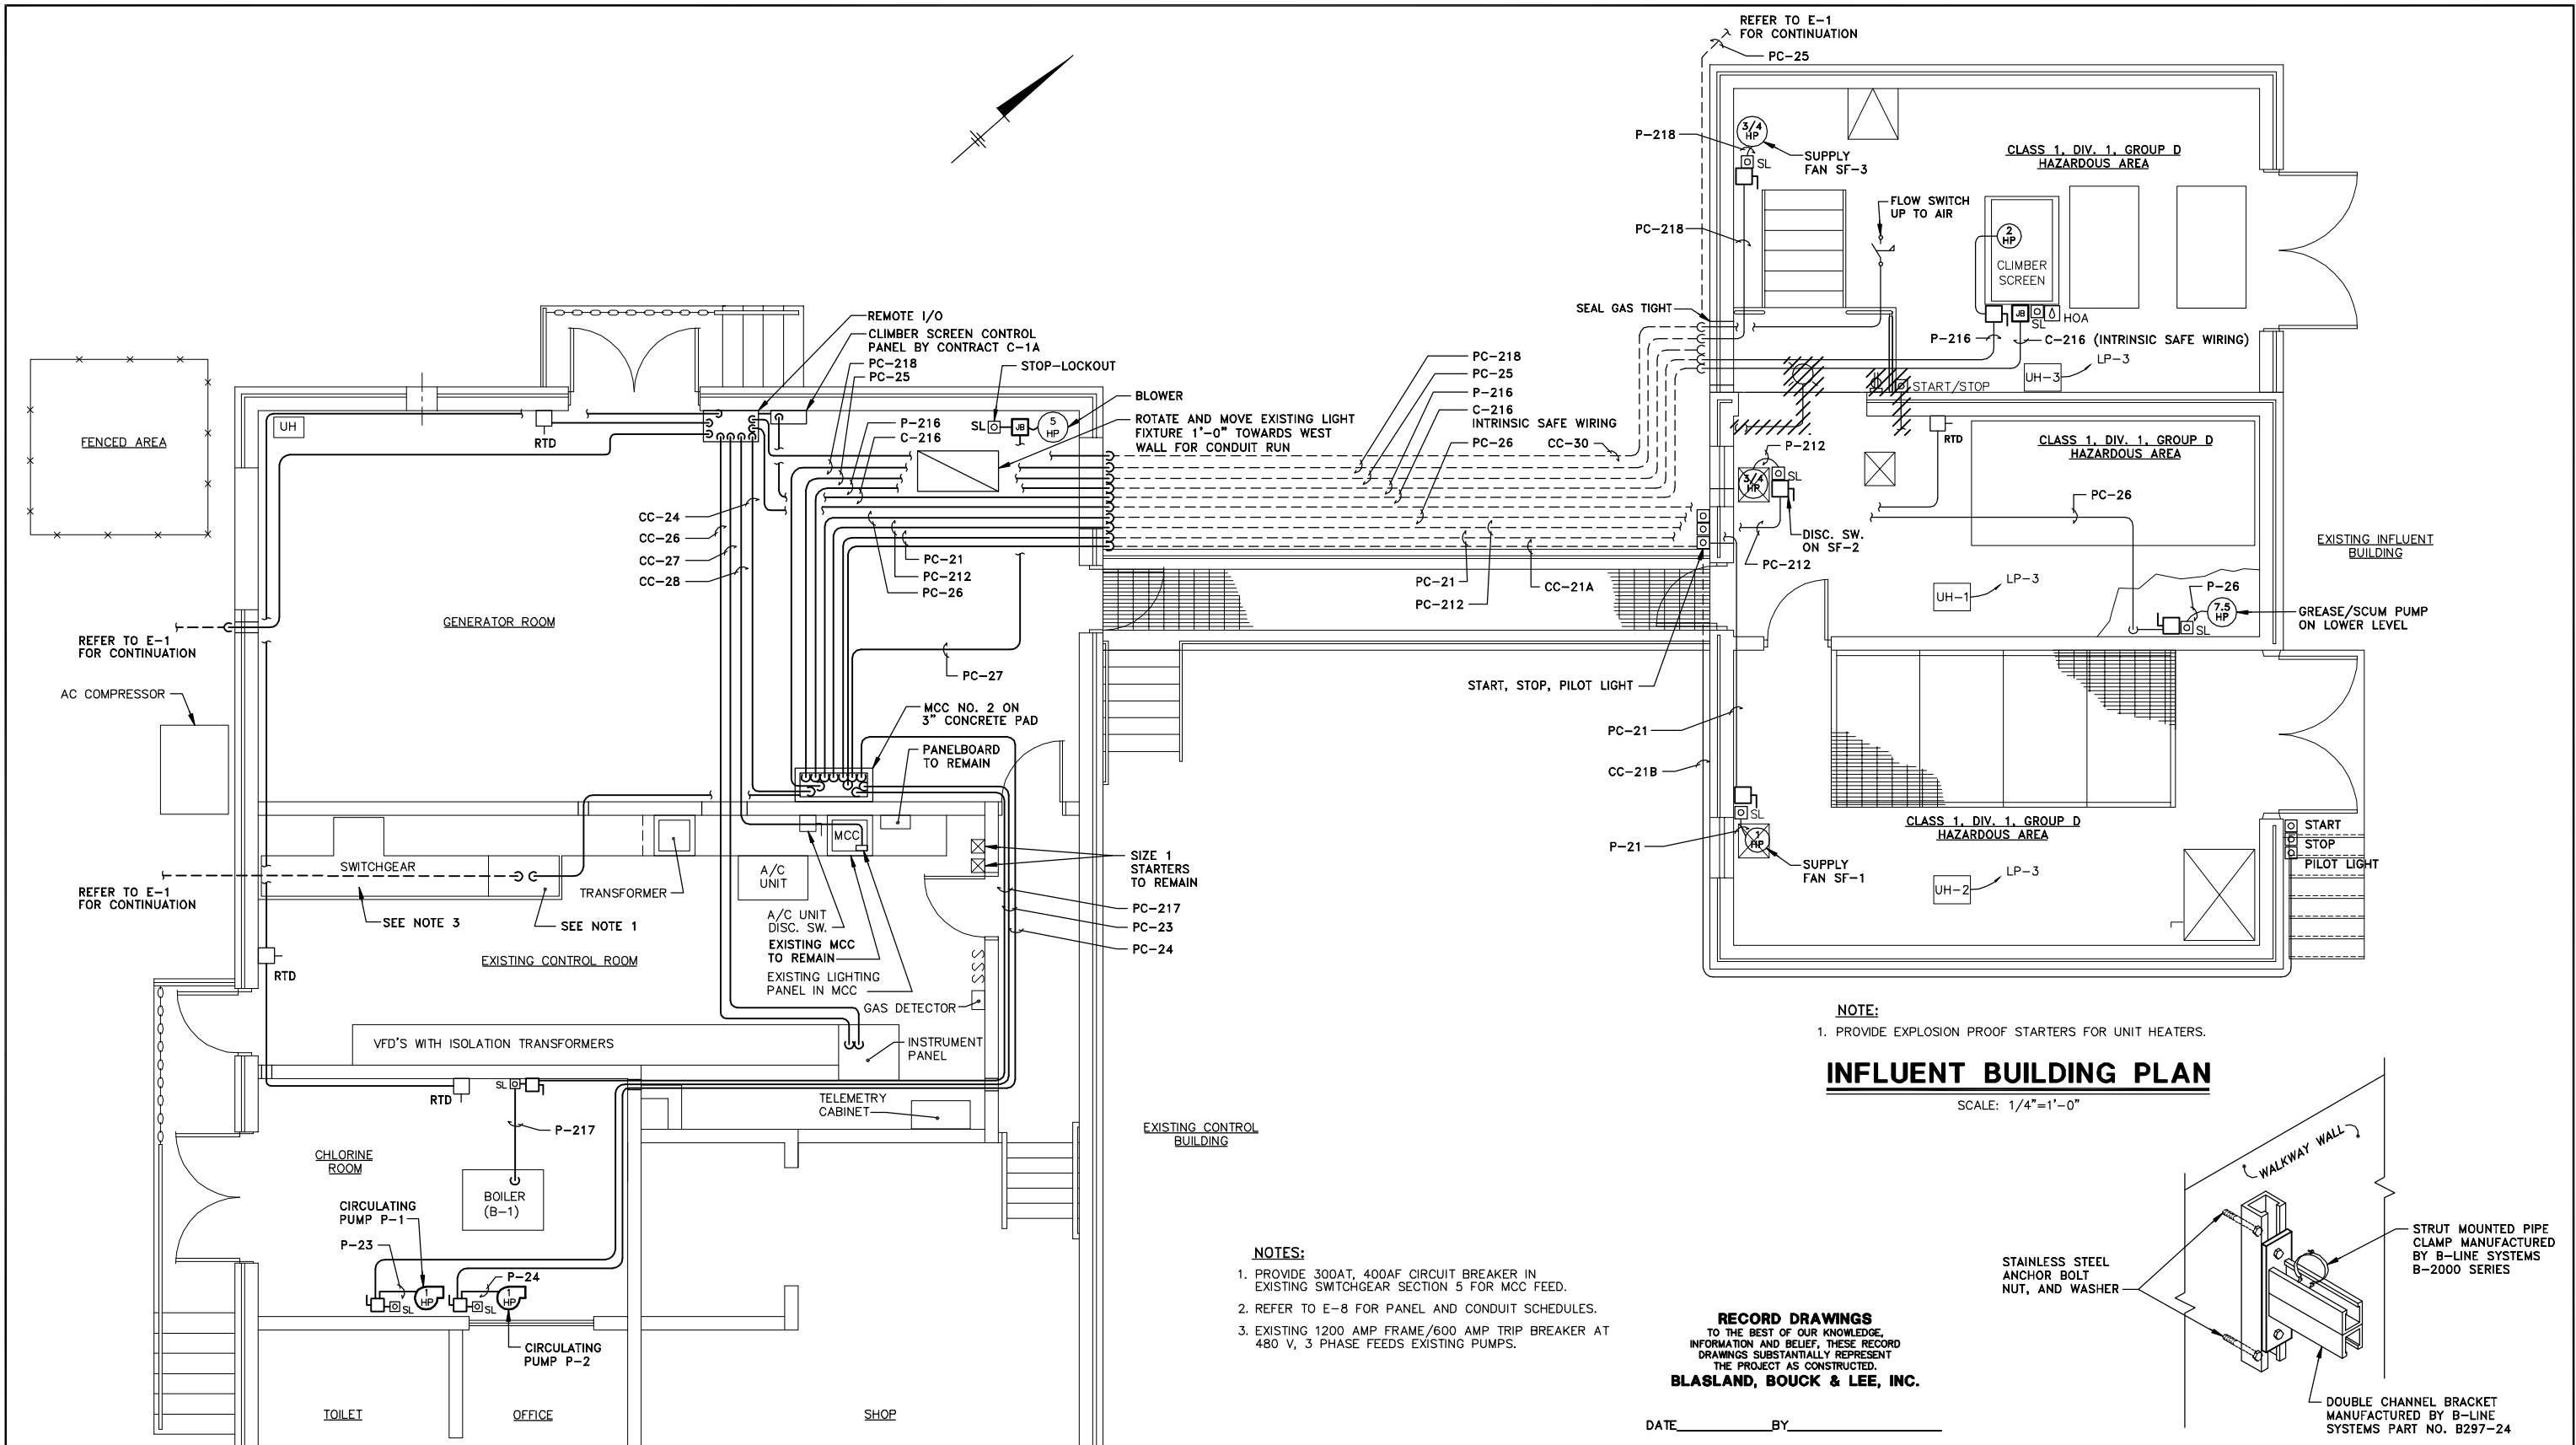 REFER TO E-1
FOR CONTINUATION
PC-25
P-218
3/4
HP
SL
SUPPLY
FAN SF-3
CLASS 1, DIV. 1, GROUP D
HAZARDOUS AREA
FLOW SWITCH
UP TO AIR
PC-218
2
HP
CLIMBER
SCREEN
SEAL GAS TIGHT
JB
SL
HOA
P-216
C-216 (INTRINSIC SAFE WIRING)
LP-3
UH-3
START/STOP
REMOTE I/O
CLIMBER SCREEN CONTROL
PANEL BY CONTRACT C-1A
PC-218
PC-25
STOP-LOCKOUT
BLOWER
P-216
C-216
SL
JB
5
HP
ROTATE AND MOVE EXISTING LIGHT
FIXTURE 1'-0" TOWARDS WEST
WALL FOR CONDUIT RUN
PC-218
PC-25
P-216
C-216
INTRINSIC SAFE WIRING
PC-26
CC-30
UH
RTD
FENCED AREA
RTD
CLASS 1, DIV. 1, GROUP D
HAZARDOUS AREA
P-212
SL
3/4
HP
PC-26
DISC. SW.
ON SF-2
PC-212
EXISTING INFLUENT
BUILDING
CC-24
CC-26
CC-27
CC-28
PC-21
PC-212
PC-26
PC-21
PC-212
CC-21A
LP-3
UH-1
P-26
7.5
HP
SL
GREASE/SCUM PUMP
ON LOWER LEVEL
GENERATOR ROOM
REFER TO E-1
FOR CONTINUATION
AC COMPRESSOR
PC-27
START, STOP, PILOT LIGHT
MCC NO. 2 ON
3" CONCRETE PAD
PANELBOARD
TO REMAIN
PC-21
CC-21B
SL
P-21
1
HP
SUPPLY
FAN SF-1
CLASS 1, DIV. 1, GROUP D
HAZARDOUS AREA
LP-3
UH-2
START
STOP
PILOT LIGHT
SWITCHGEAR
TRANSFORMER
MCC
A/C
UNIT
SIZE 1
STARTERS
TO REMAIN
REFER TO E-1
FOR CONTINUATION
SEE NOTE 3
SEE NOTE 1
A/C UNIT
DISC. SW.
EXISTING MCC
TO REMAIN
EXISTING LIGHTING
PANEL IN MCC
GAS DETECTOR
S S S
PC-217
PC-23
PC-24
EXISTING CONTROL ROOM
RTD
VFD'S WITH ISOLATION TRANSFORMERS
INSTRUMENT
PANEL
NOTE:
1. PROVIDE EXPLOSION PROOF STARTERS FOR UNIT HEATERS.
INFLUENT BUILDING PLAN
SCALE: 1/4"=1'-0"
RTD
SL
TELEMETRY
CABINET
P-217
EXISTING CONTROL
BUILDING
CHLORINE
ROOM
BOILER
(B-1)
CIRCULATING
PUMP P-1
P-23
SL
1
HP
P-24
SL
1
HP
CIRCULATING
PUMP P-2
TOILET
OFFICE
SHOP
NOTES:
1. PROVIDE 300AT, 400AF CIRCUIT BREAKER IN
EXISTING SWITCHGEAR SECTION 5 FOR MCC FEED.
2. REFER TO E-8 FOR PANEL AND CONDUIT SCHEDULES.
3. EXISTING 1200 AMP FRAME/600 AMP TRIP BREAKER AT
480 V, 3 PHASE FEEDS EXISTING PUMPS.
RECORD DRAWINGS
TO THE BEST OF OUR KNOWLEDGE,
INFORMATION AND BELIEF, THESE RECORD
DRAWINGS SUBSTANTIALLY REPRESENT
THE PROJECT AS CONSTRUCTED.
BLASLAND, BOUCK & LEE, INC.
DATE BY
WALKWAY WALL
STAINLESS STEEL
ANCHOR BOLT
NUT, AND WASHER
STRUT MOUNTED PIPE
CLAMP MANUFACTURED
BY B-LINE SYSTEMS
B-2000 SERIES
DOUBLE CHANNEL BRACKET
MANUFACTURED BY B-LINE
SYSTEMS PART NO. B297-24